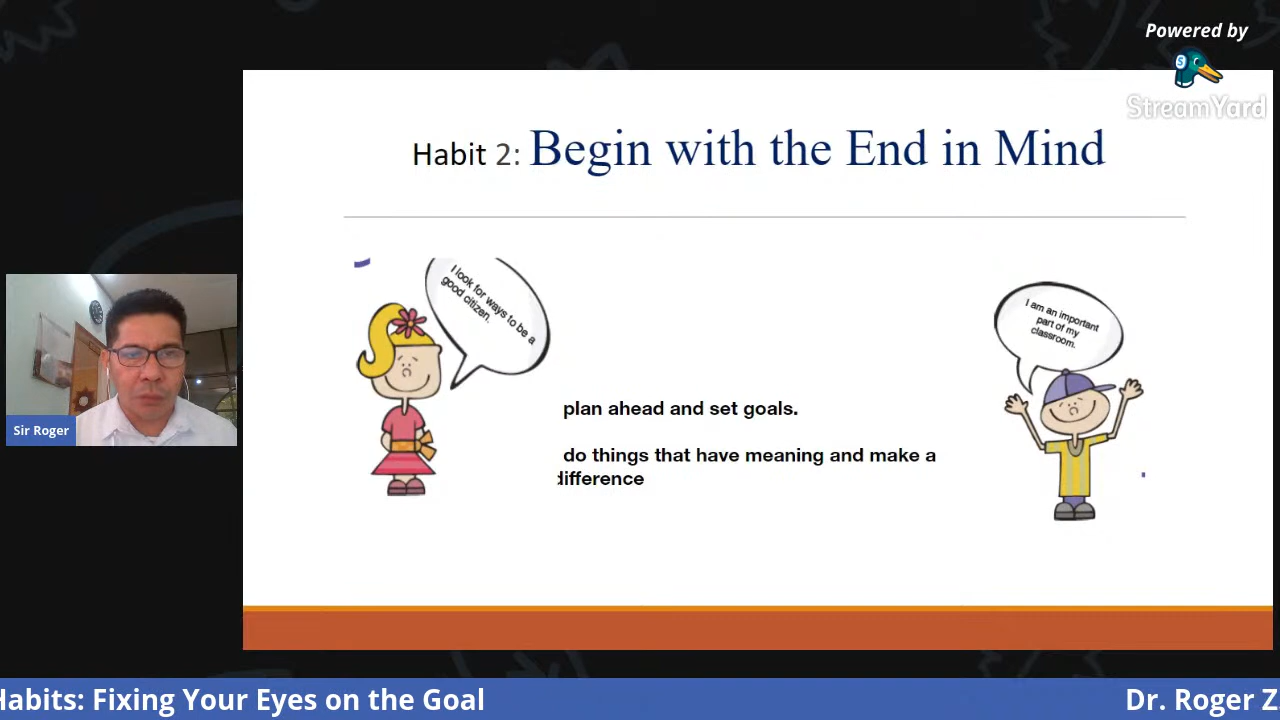 Powered by
StreamYard
Habit 2: Begin with the End in Mind
I look for ways to be a
good citizen.
I am an important
part of my
classroom.
plan ahead and set goals.
do things that have meaning and make a
difference
Sir Roger
Habits: Fixing Your Eyes on the Goal
Dr. Roger Z